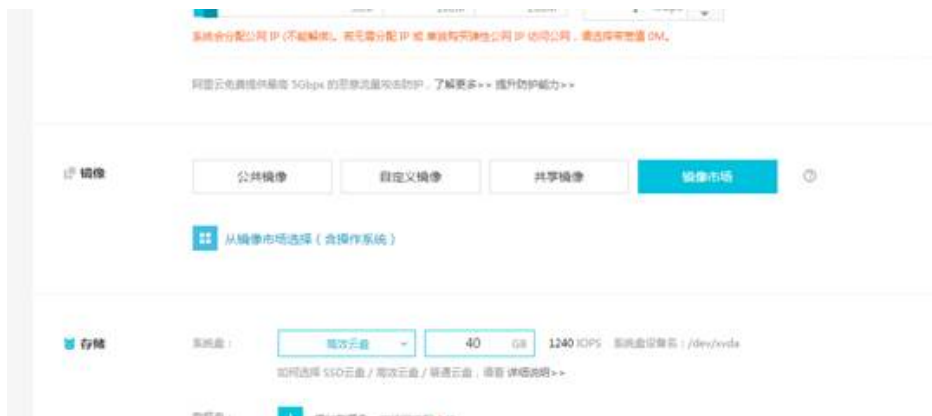 系统会分配公网 IP (不能解绑)。若无需分配 IP 或 单独购买弹性公网 IP 访问公网，请选择带宽值 0M。
阿里云免费提供最高 5Gbps 的恶意流量攻击防护，了解更多>> 提升防护能力>>
镜像
公共镜像 自定义镜像 共享镜像 镜像市场
从镜像市场选择（含操作系统）
存储 系统盘： 高效云盘 40 GB 1240 IOPS 系统盘设备名：/dev/xvda
如何选择 SSD云盘 / 高效云盘 / 普通云盘，请看 详细说明>>